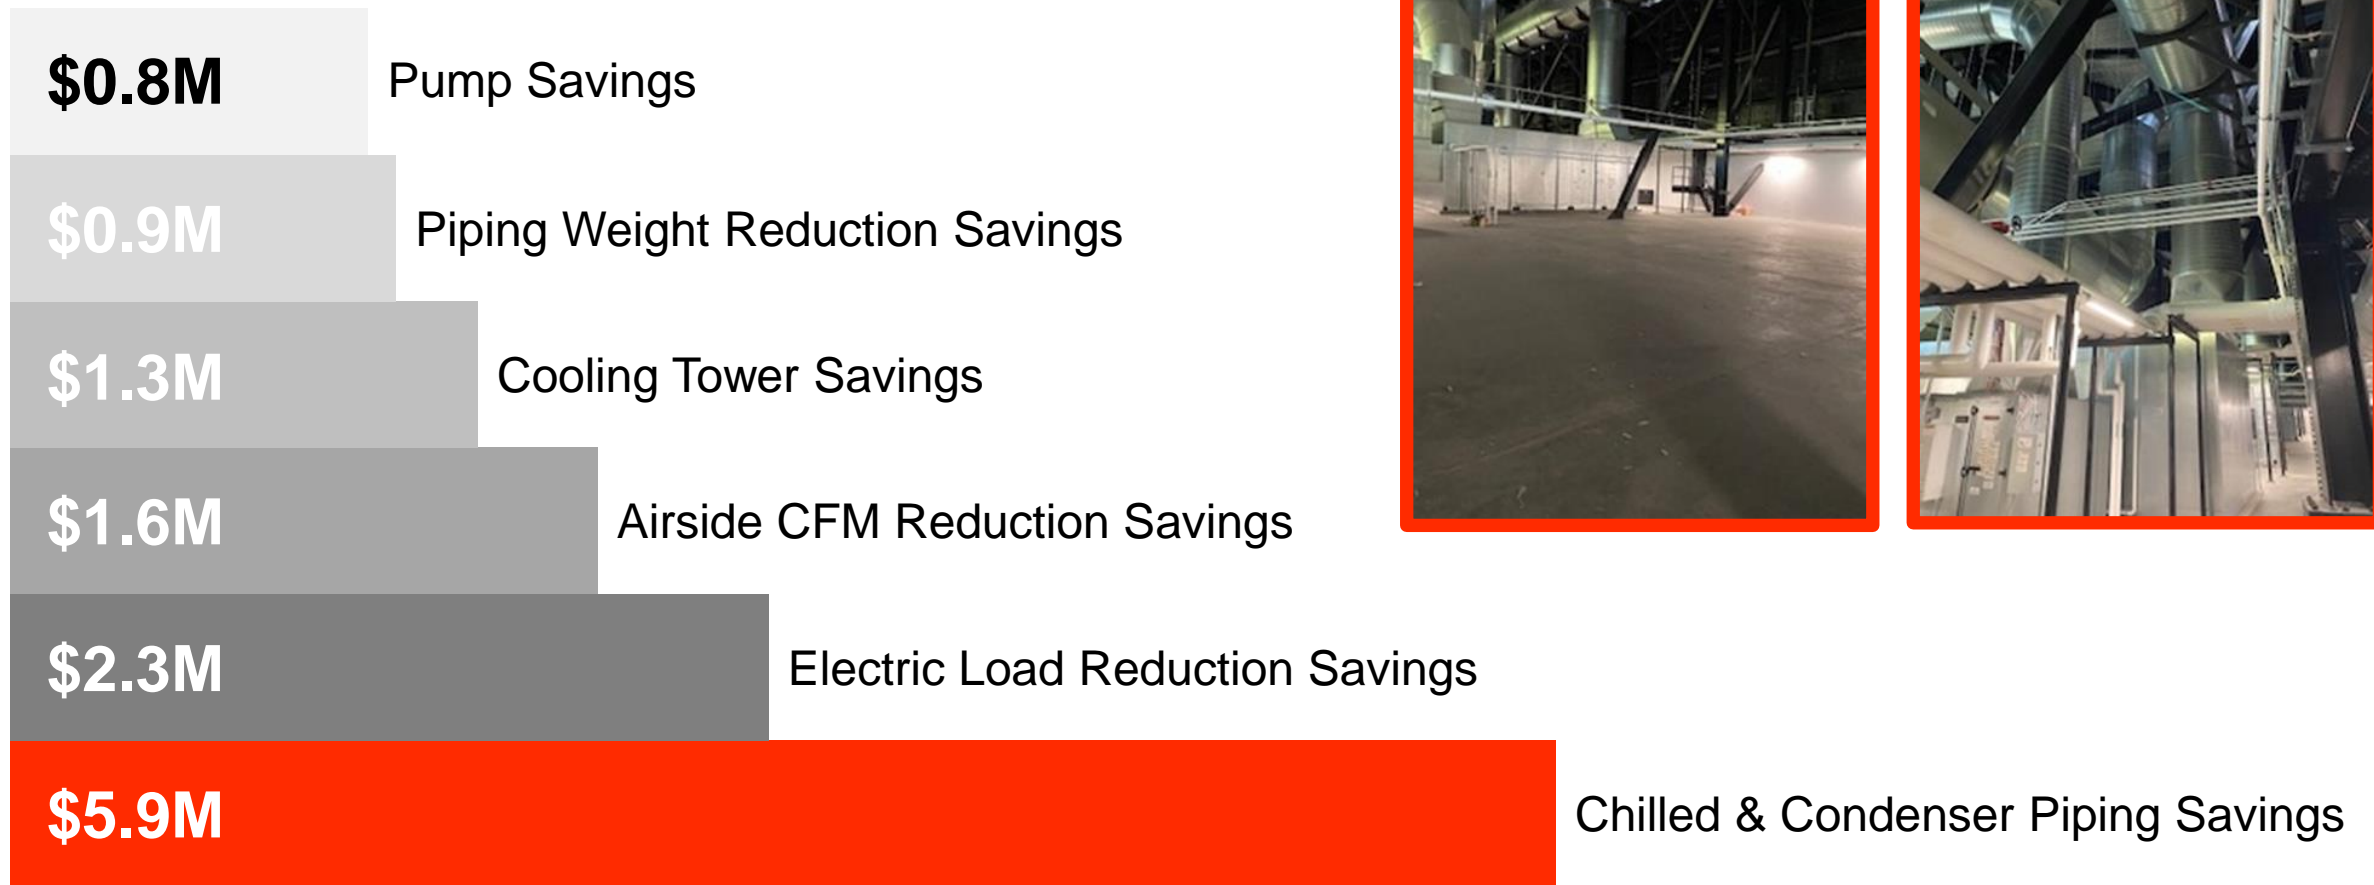 $0.8M Pump Savings
$0.9M Piping Weight Reduction Savings
$1.3M Cooling Tower Savings
$1.6M Airside CFM Reduction Savings
$2.3M Electric Load Reduction Savings
$5.9M Chilled & Condenser Piping Savings